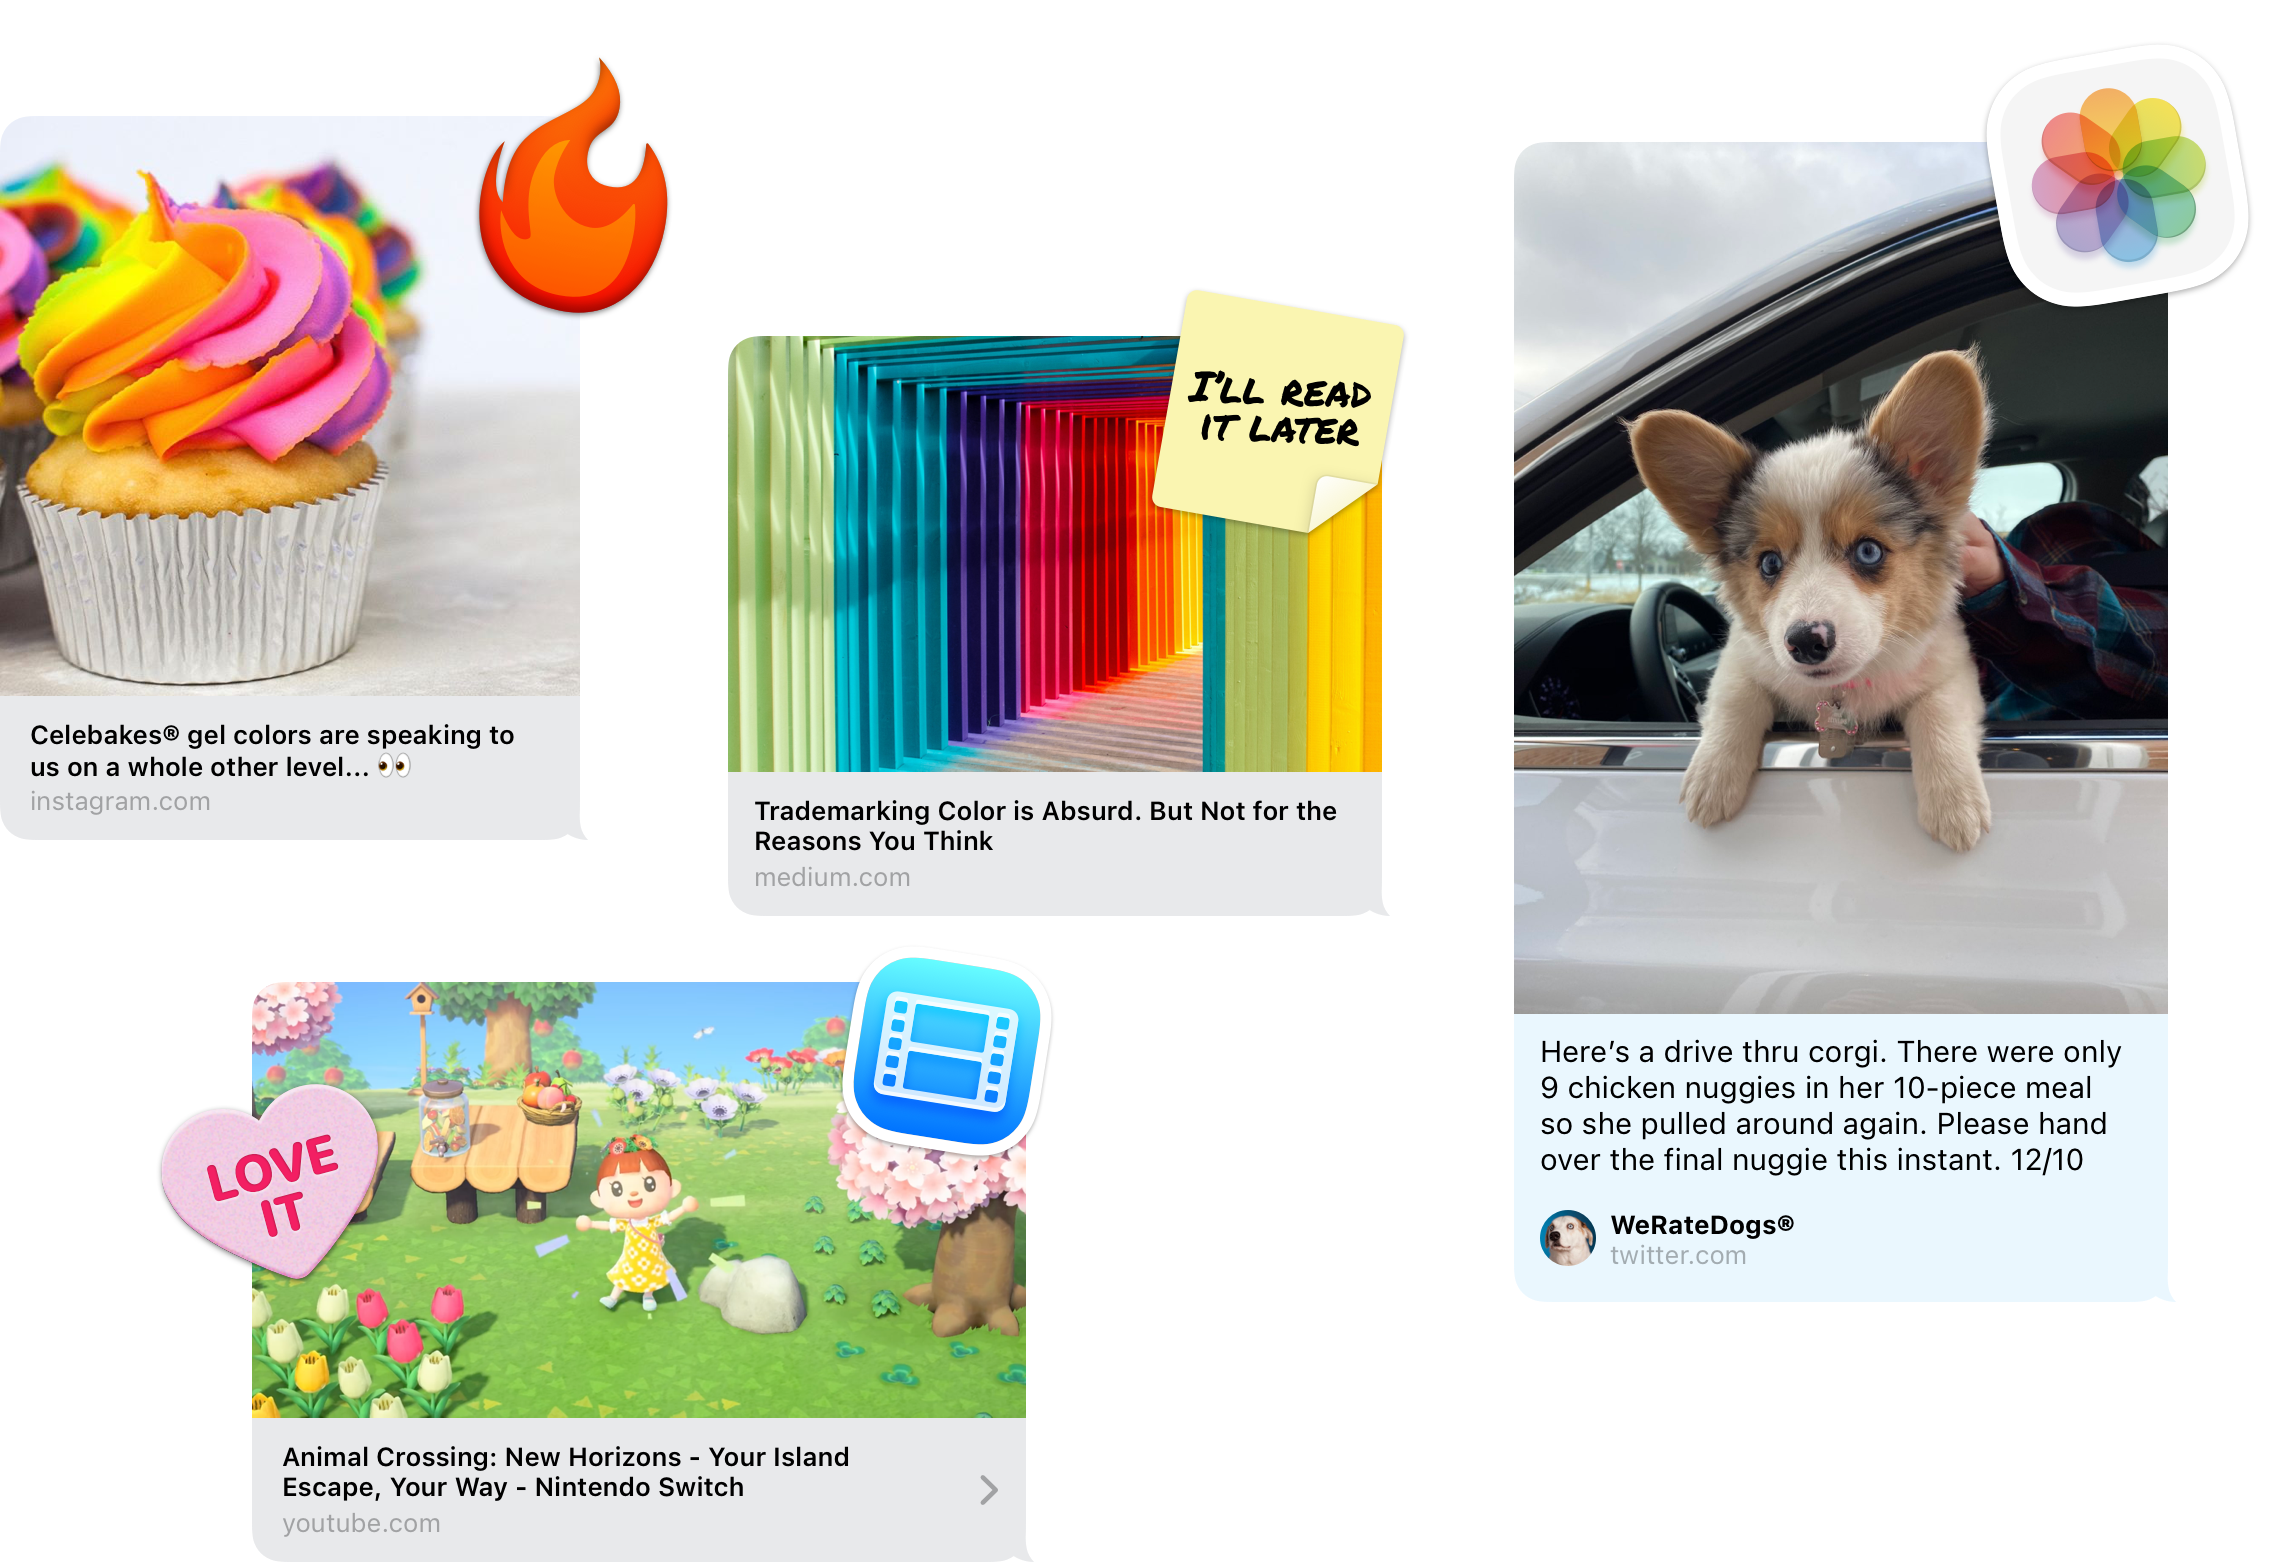 Celebakes® gel colors are speaking to
us on a whole other level... 👀
instagram.com
I'LL READ
IT LATER
Trademarking Color is Absurd. But Not for the
Reasons You Think
medium.com
Here’s a drive thru corgi. There were only
9 chicken nuggies in her 10-piece meal
so she pulled around again. Please hand
over the final nuggie this instant. 12/10
WeRateDogs®
twitter.com
LOVE
IT
Animal Crossing: New Horizons - Your Island
Escape, Your Way - Nintendo Switch
youtube.com